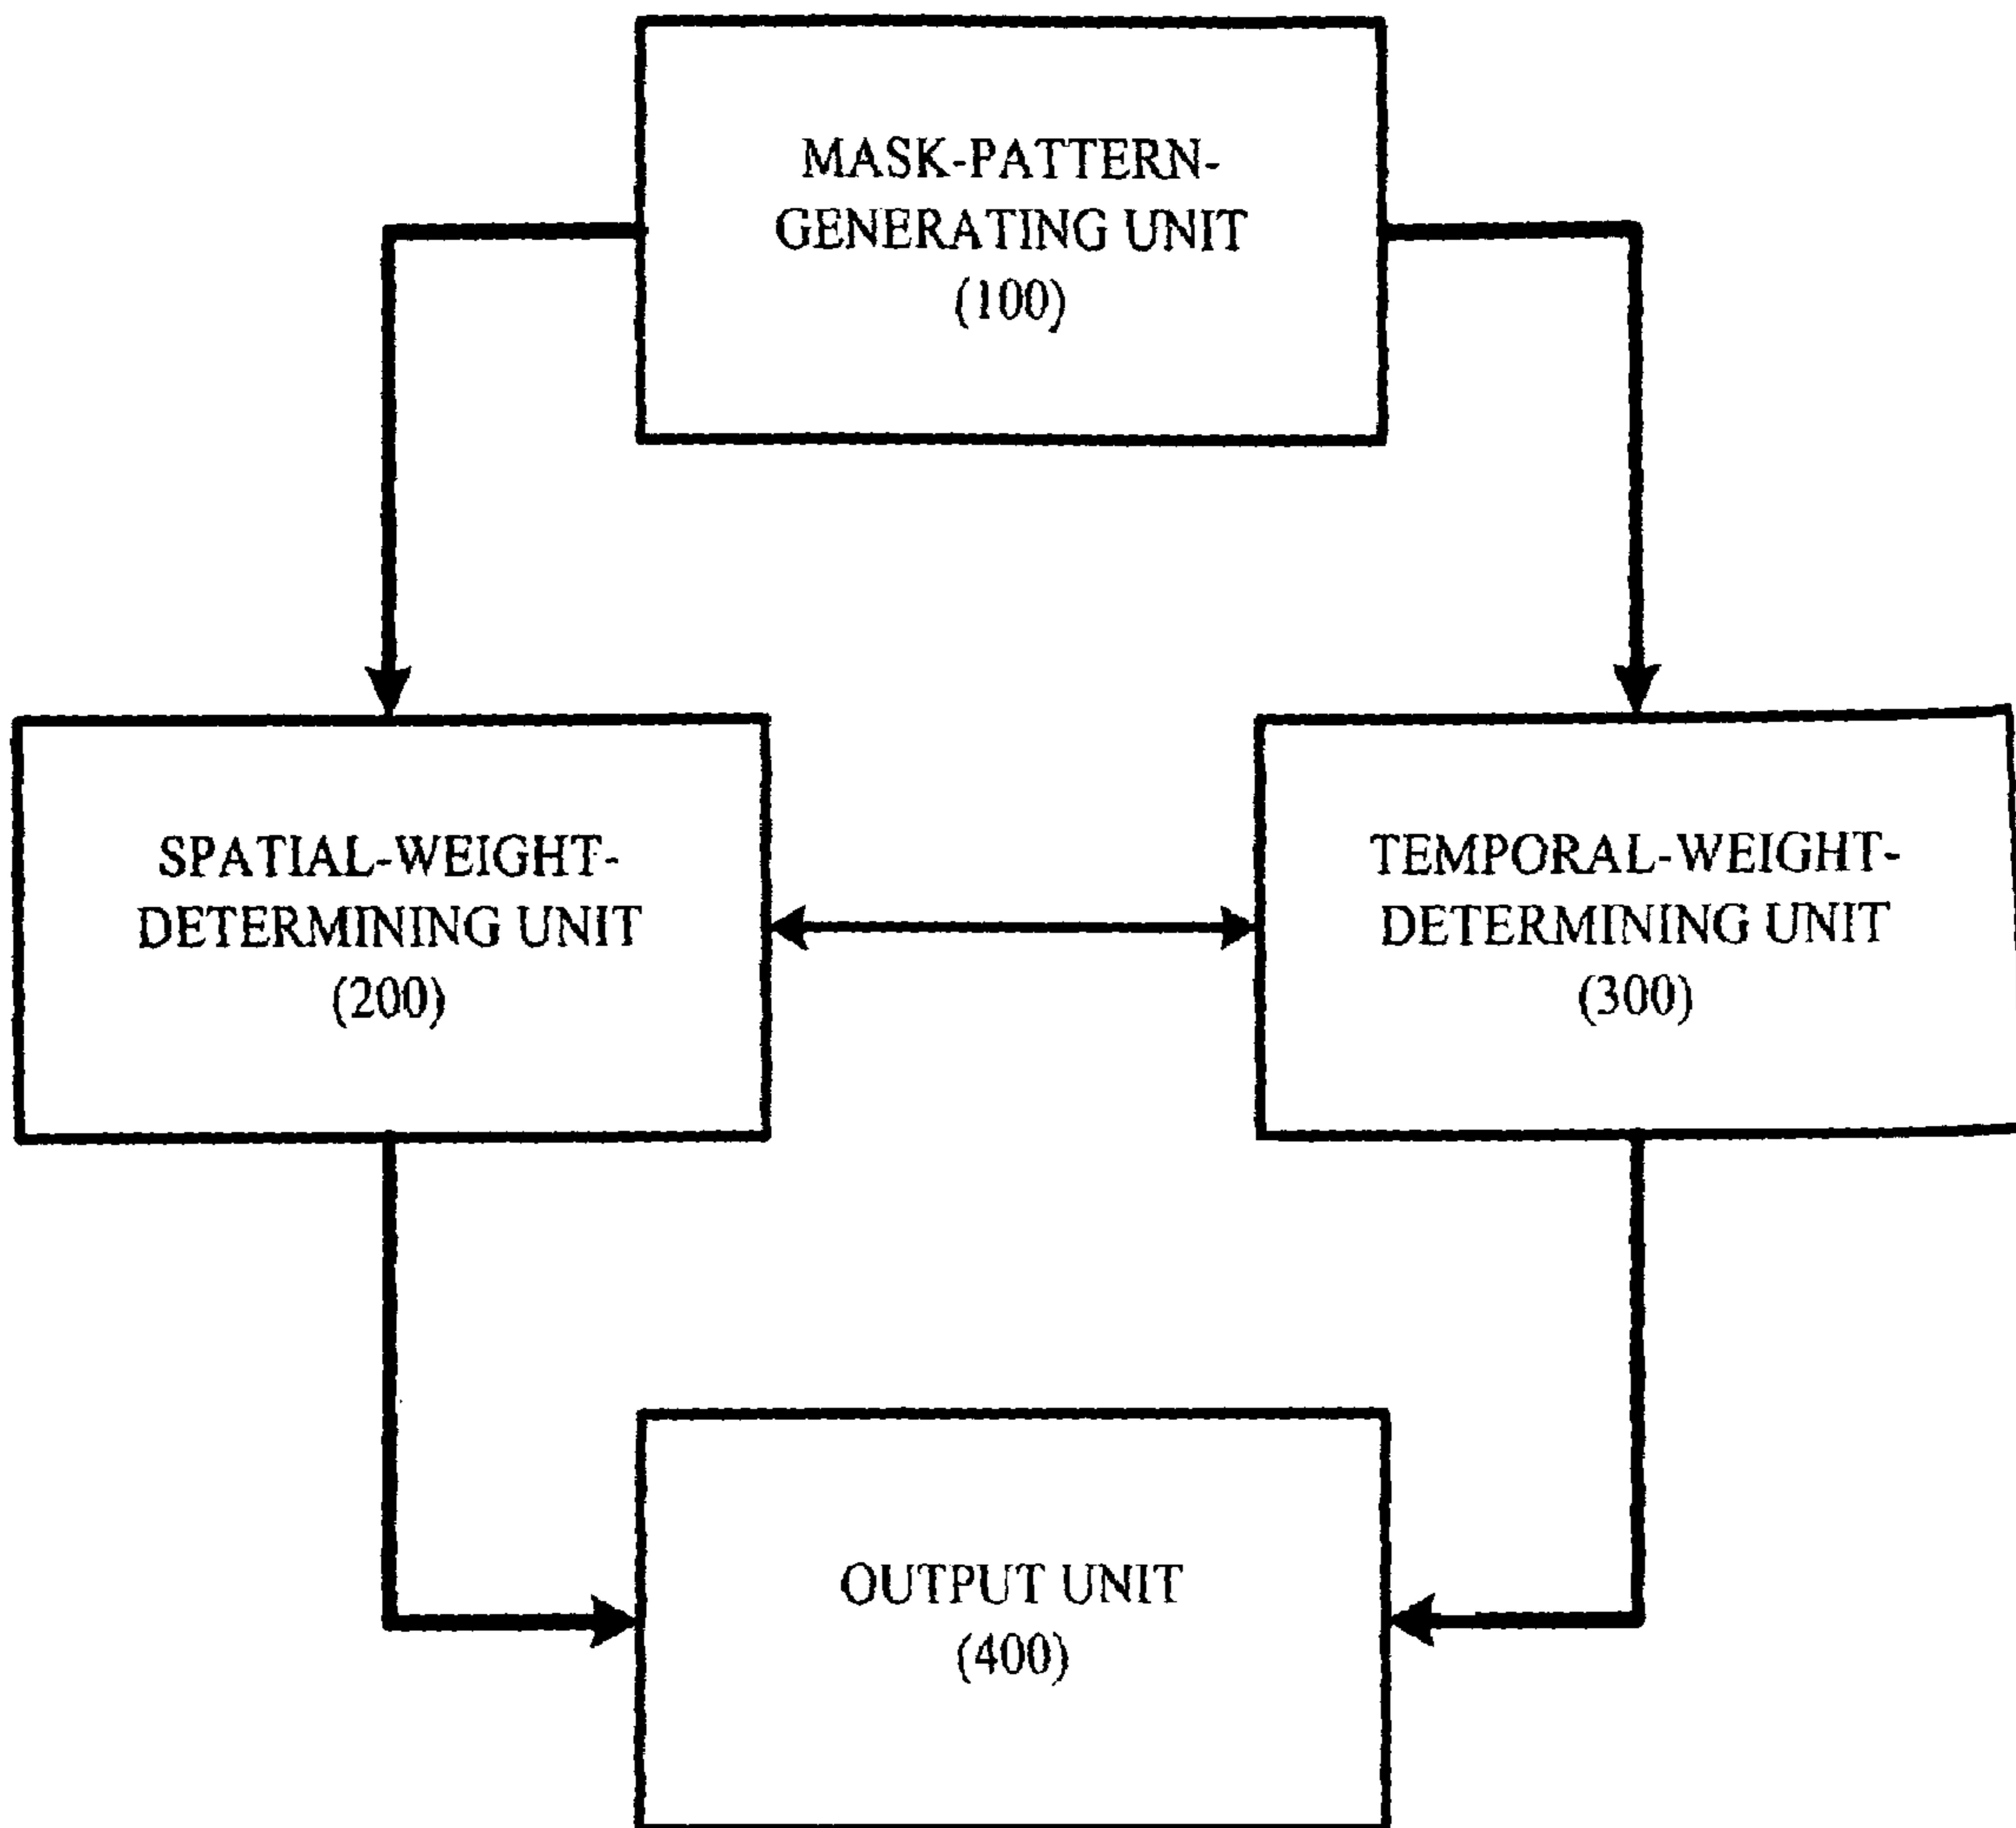 MASK-PATTERN-
GENERATING UNIT
(100)
SPATIAL-WEIGHT-
DETERMINING UNIT
(200)
TEMPORAL-WEIGHT-
DETERMINING UNIT
(300)
OUTPUT UNIT
(400)